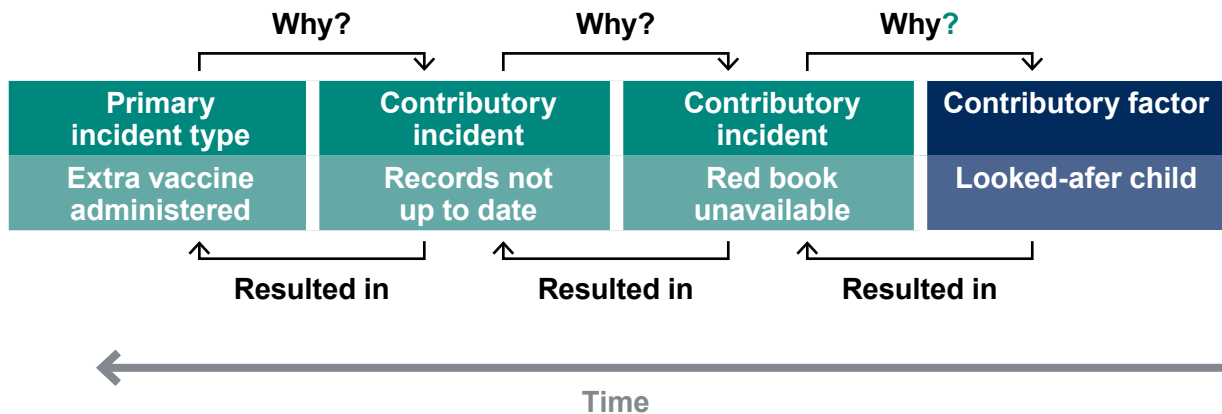 Why? Why? Why?
Primary
incident type
Contributory
incident
Contributory
incident
Contributory factor
Extra vaccine
administered
Records not
up to date
Red book
unavailable
Looked-afer child
Resulted in Resulted in Resulted in
Time